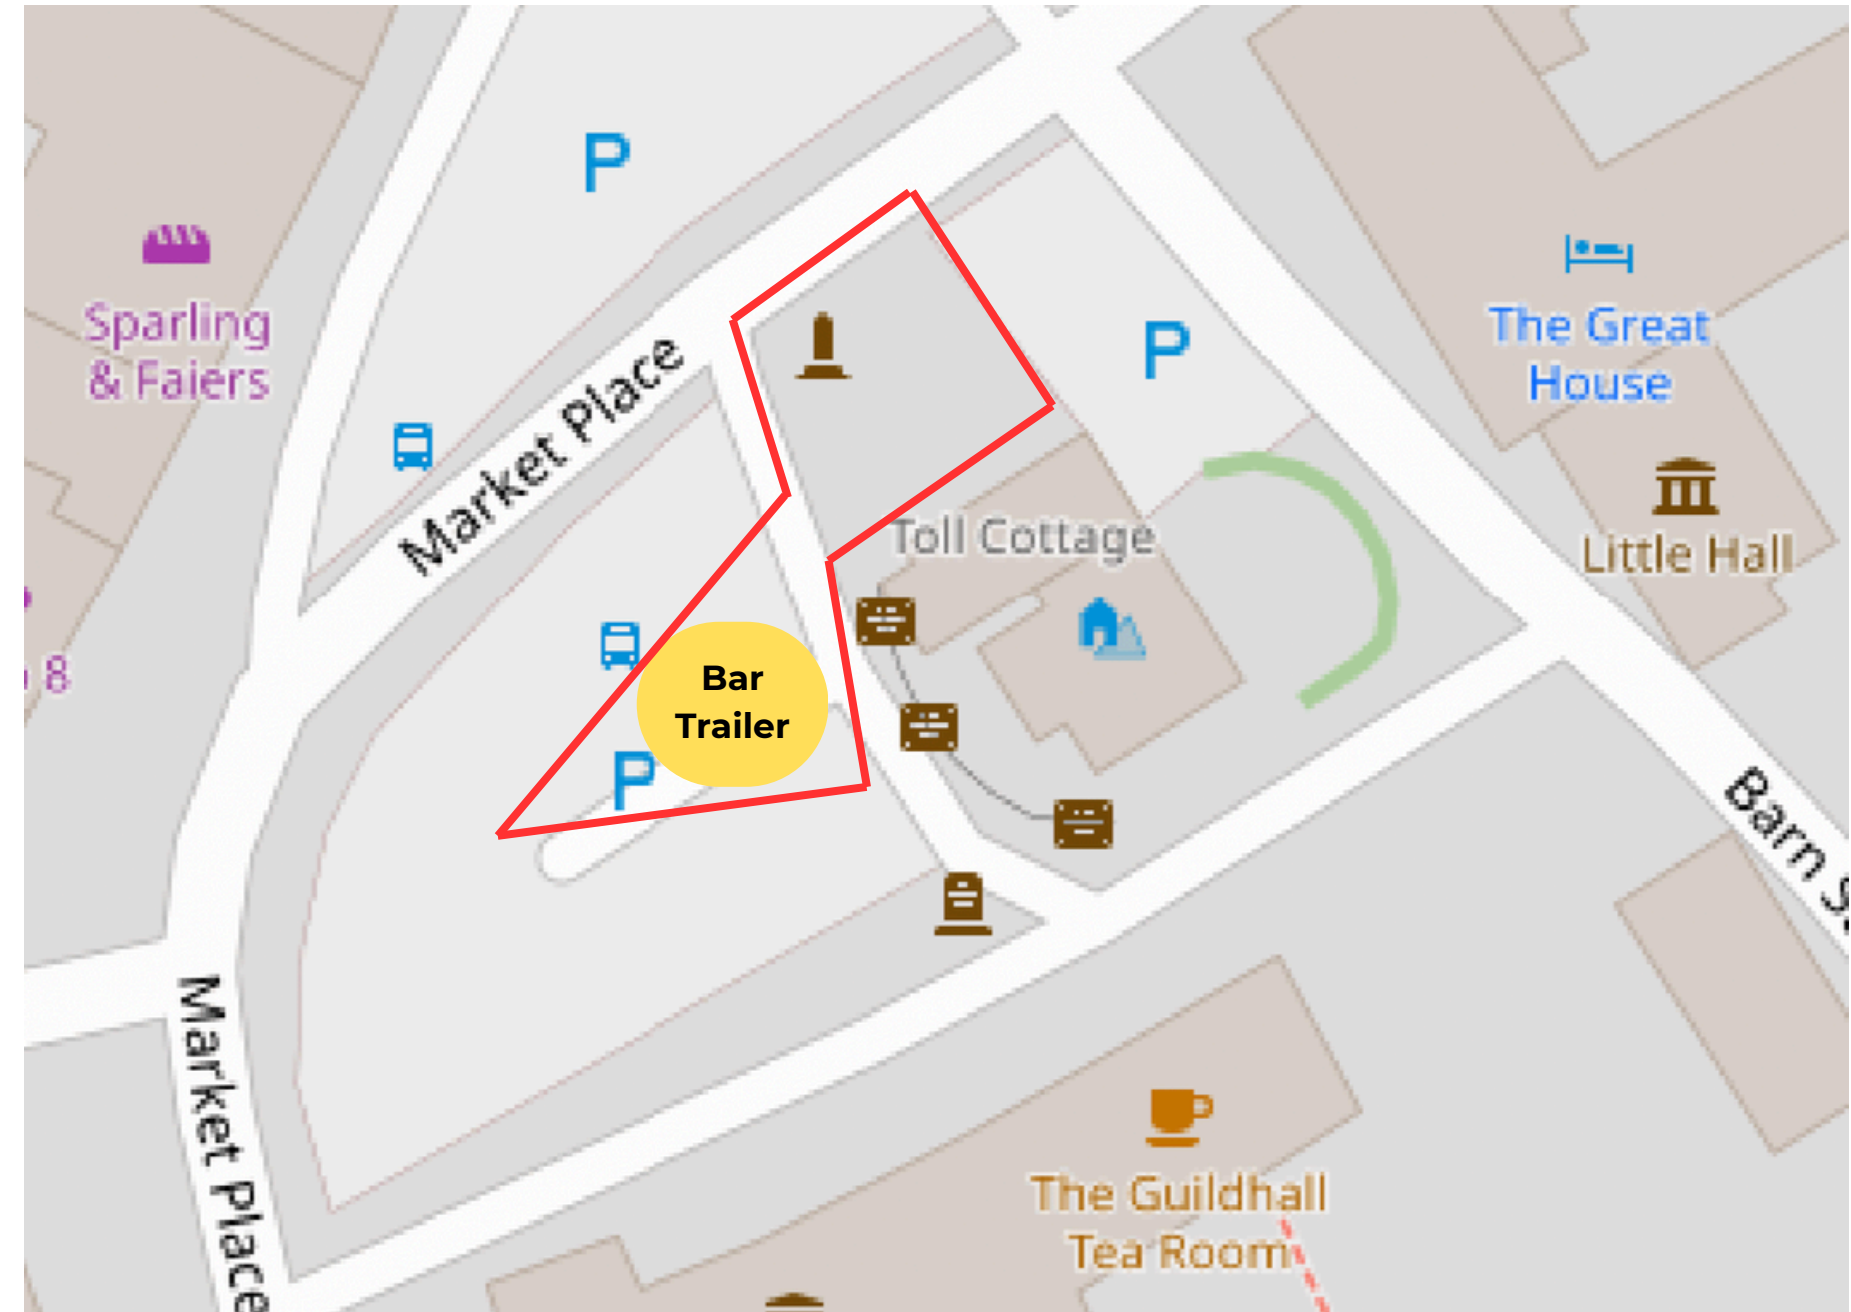 P
Sparling
& Faiers
Market Place
P
The Great
House
Little Hall
Toll Cottage
8
Bar
Trailer
P
Barn S
Market Place
The Guildhall
Tea Room